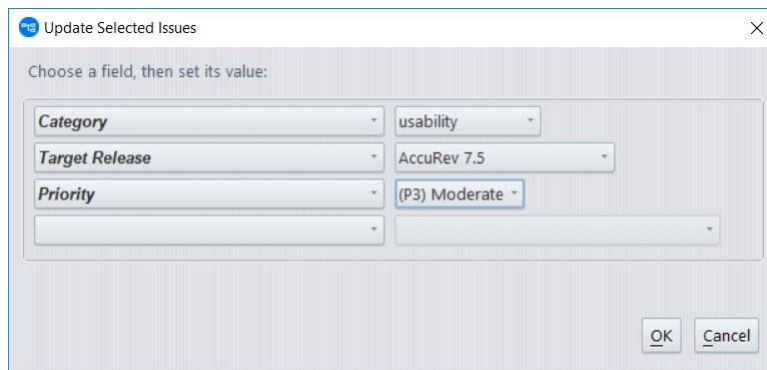 Update Selected Issues
Choose a field, then set its value:
Category usability
Target Release AccuRev 7.5
Priority (P3) Moderate
OK Cancel